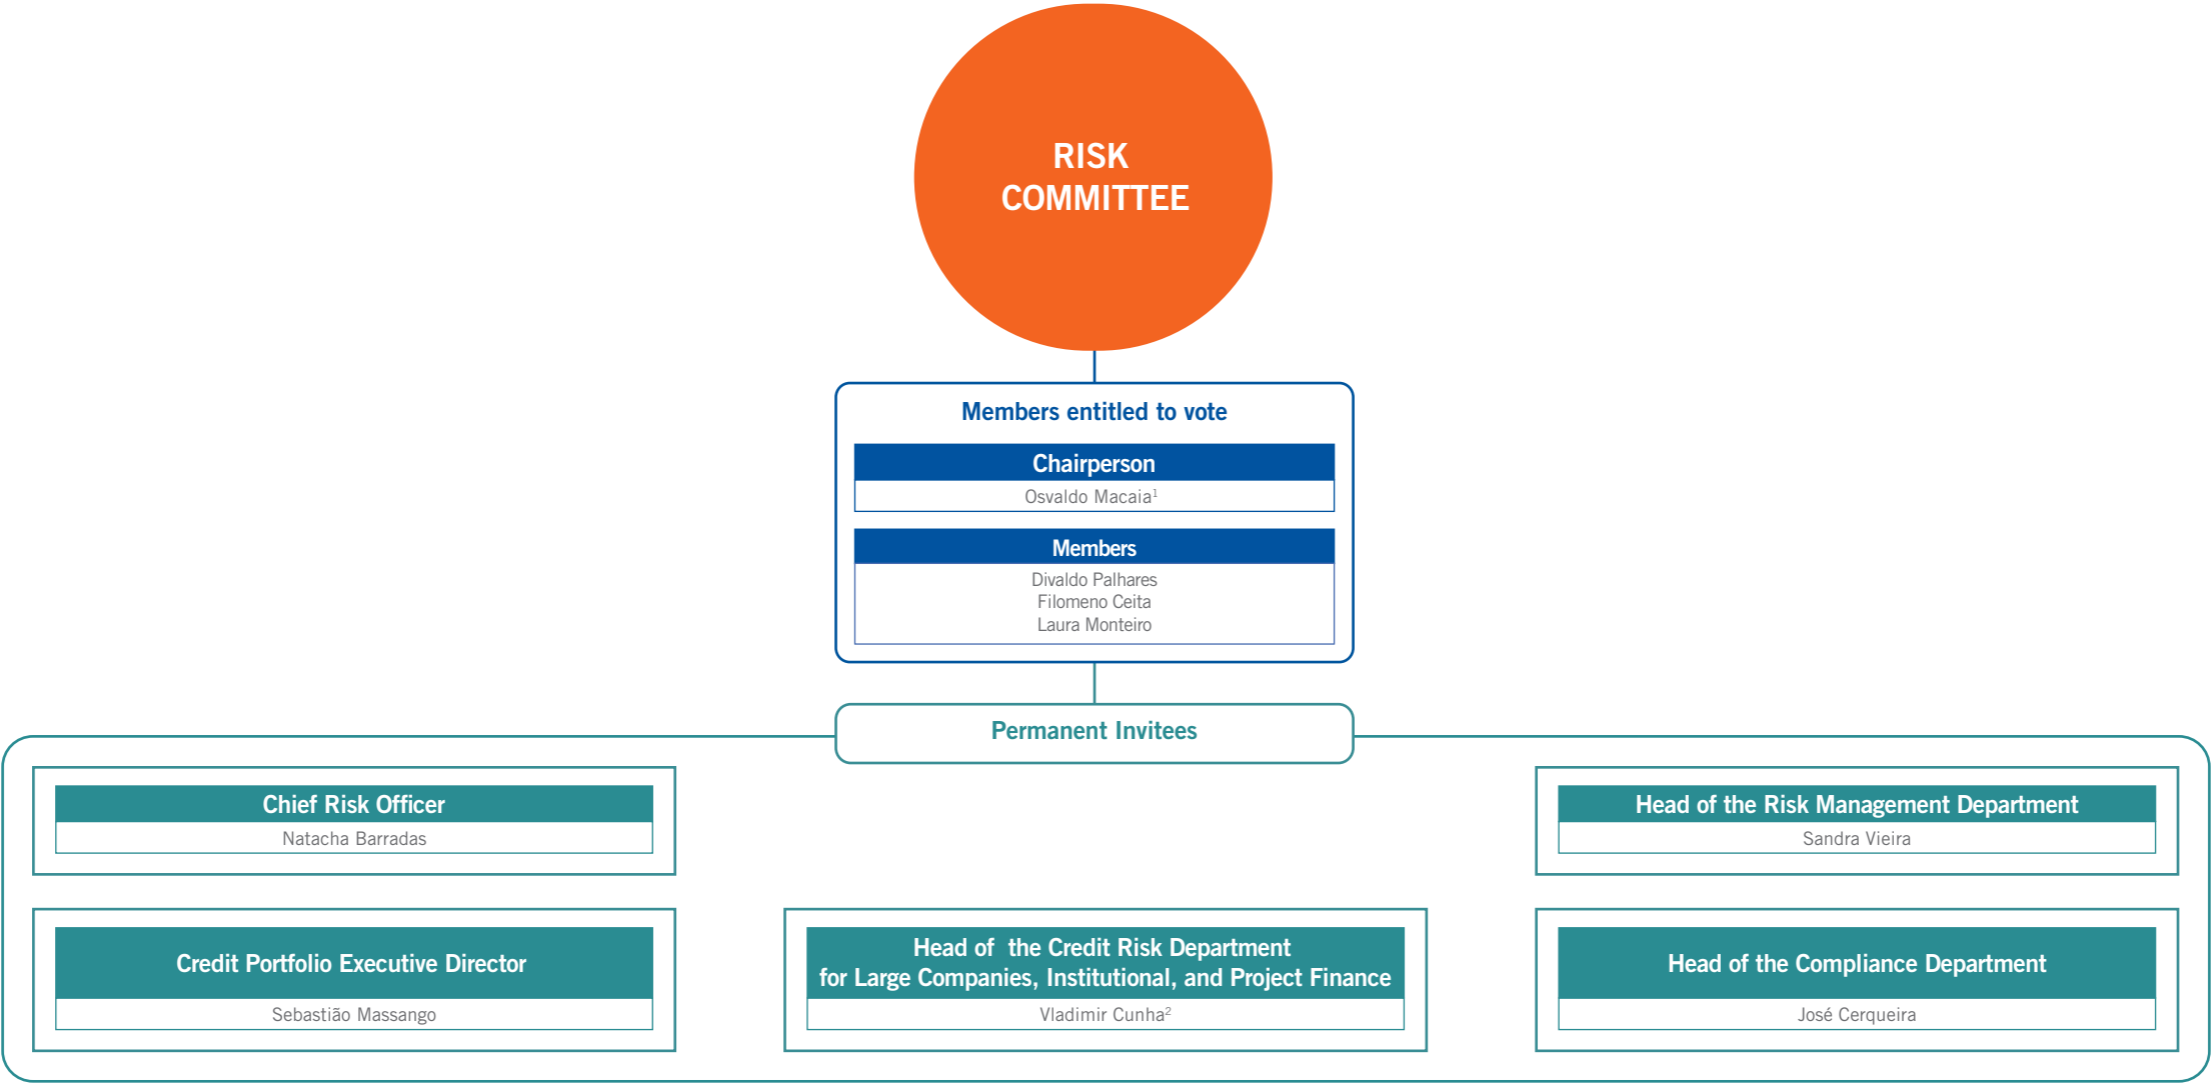 RISK
COMMITTEE
Members entitled to vote
Chairperson
Osvaldo Macaia¹
Members
Divaldo Palhares
Filomeno Ceita
Laura Monteiro
Permanent Invitees
Chief Risk Officer
Natacha Barradas
Head of the Risk Management Department
Sandra Vieira
Credit Portfolio Executive Director
Sebastião Massango
Head of the Credit Risk Department
for Large Companies, Institutional, and Project Finance
Vladimir Cunha²
Head of the Compliance Department
José Cerqueira